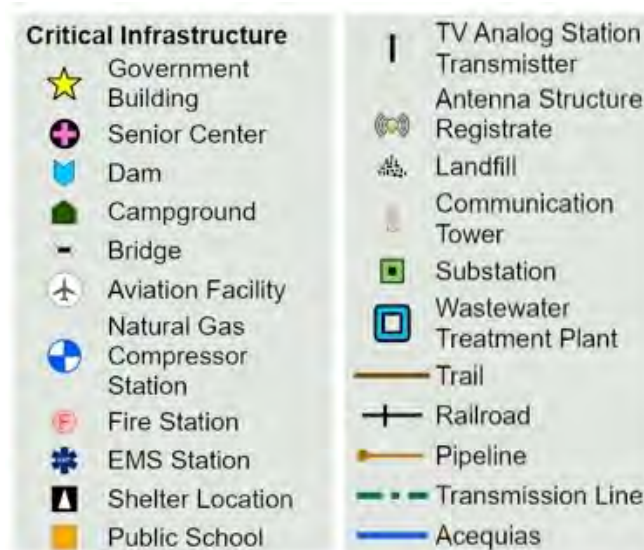 Critical Infrastructure
Government
Building
Senior Center
Dam
Campground
Bridge
Aviation Facility
Natural Gas
Compressor
Station
F
Fire Station
EMS Station
Shelter Location
Public School
TV Analog Station
Transmistter
Antenna Structure
Registrate
Landfill
Communication
Tower
Substation
Wastewater
Treatment Plant
Trail
Railroad
Pipeline
Transmission Line
Acequias